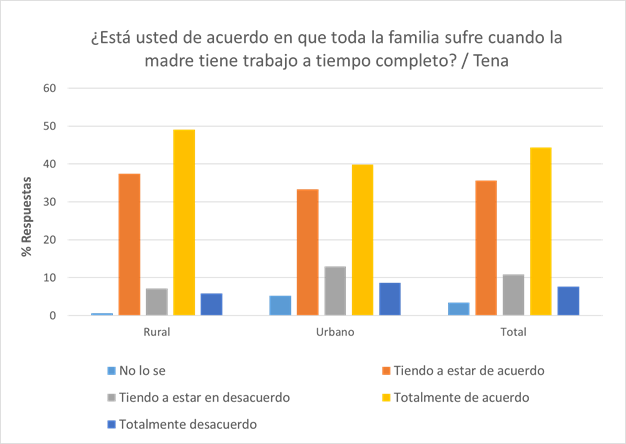 ¿Está usted de acuerdo en que toda la familia sufre cuando la
madre tiene trabajo a tiempo completo? / Tena
60
50
40
30
20
10
0
% Respuestas
Rural
Urbano
Total
No lo se
Tiendo a estar de acuerdo
Tiendo a estar en desacuerdo
Totalmente de acuerdo
Totalmente desacuerdo